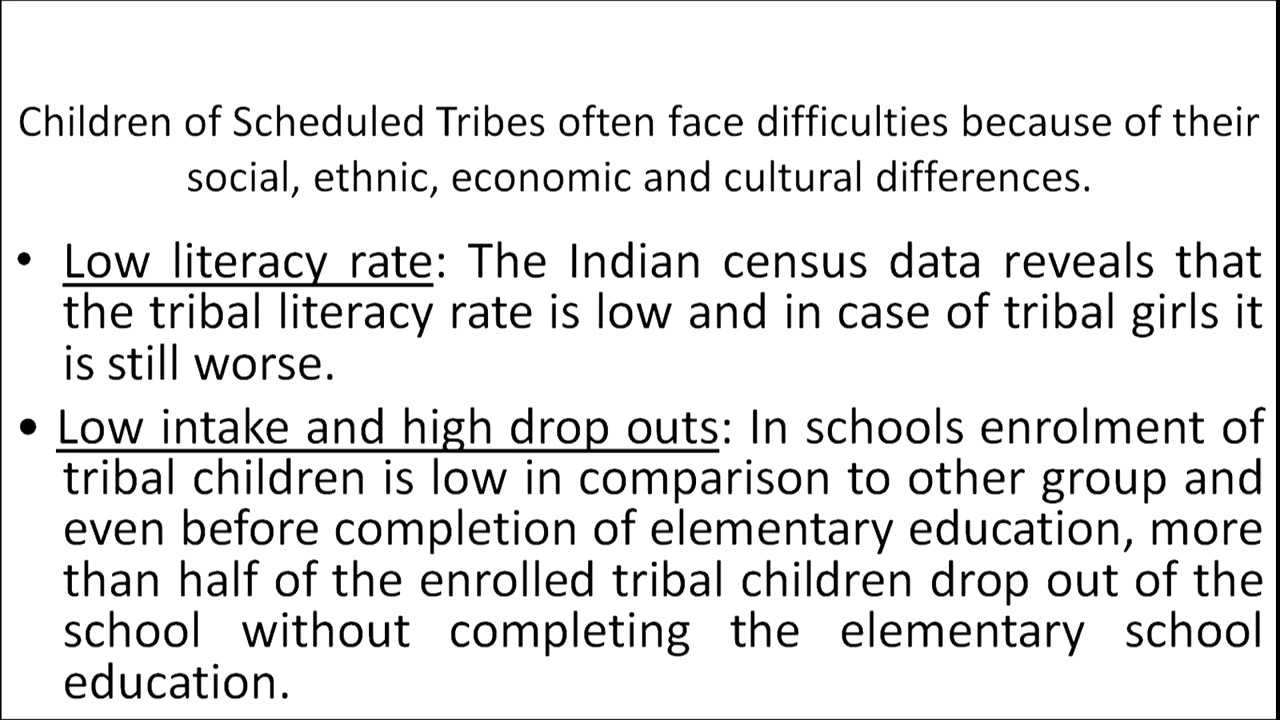 Children of Scheduled Tribes often face difficulties because of their
social, ethnic, economic and cultural differences.
• Low literacy rate: The Indian census data reveals that
the tribal literacy rate is low and in case of tribal girls it
is still worse.
• Low intake and high drop outs: In schools enrolment of
tribal children is low in comparison to other group and
even before completion of elementary education, more
than half of the enrolled tribal children drop out of the
school without completing the elementary school
education.